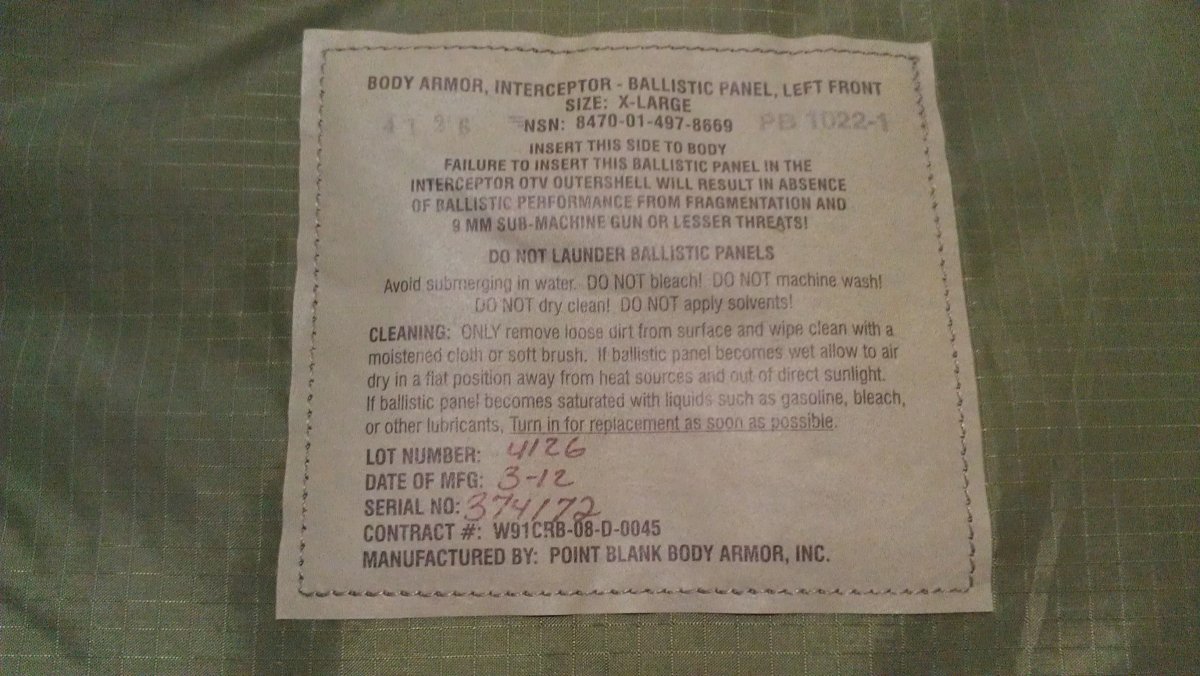 BODY ARMOR, INTERCEPTOR - BALLISTIC PANEL, LEFT FRONT
SIZE: X-LARGE
NSN: 8470-01-497-8669 PB 1022-1
INSERT THIS SIDE TO BODY
FAILURE TO INSERT THIS BALLISTIC PANEL IN THE
INTERCEPTOR OTV OUTERSHELL WILL RESULT IN ABSENCE
OF BALLISTIC PERFORMANCE FROM FRAGMENTATION AND
9 MM SUB-MACHINE GUN OR LESSER THREATS!
DO NOT LAUNDER BALLISTIC PANELS
Avoid submerging in water. DO NOT bleach! DO NOT machine wash!
DO NOT dry clean! DO NOT apply solvents!
CLEANING: ONLY remove loose dirt from surface and wipe clean with a
moistened cloth or soft brush. If ballistic panel becomes wet allow to air
dry in a flat position away from heat sources and out of direct sunlight.
If ballistic panel becomes saturated with liquids such as gasoline, bleach,
or other lubricants, Turn in for replacement as soon as possible.
LOT NUMBER: 4126
DATE OF MFG: 3-12
SERIAL NO: 374172
CONTRACT #: W91CRB-08-D-0045
MANUFACTURED BY: POINT BLANK BODY ARMOR, INC.